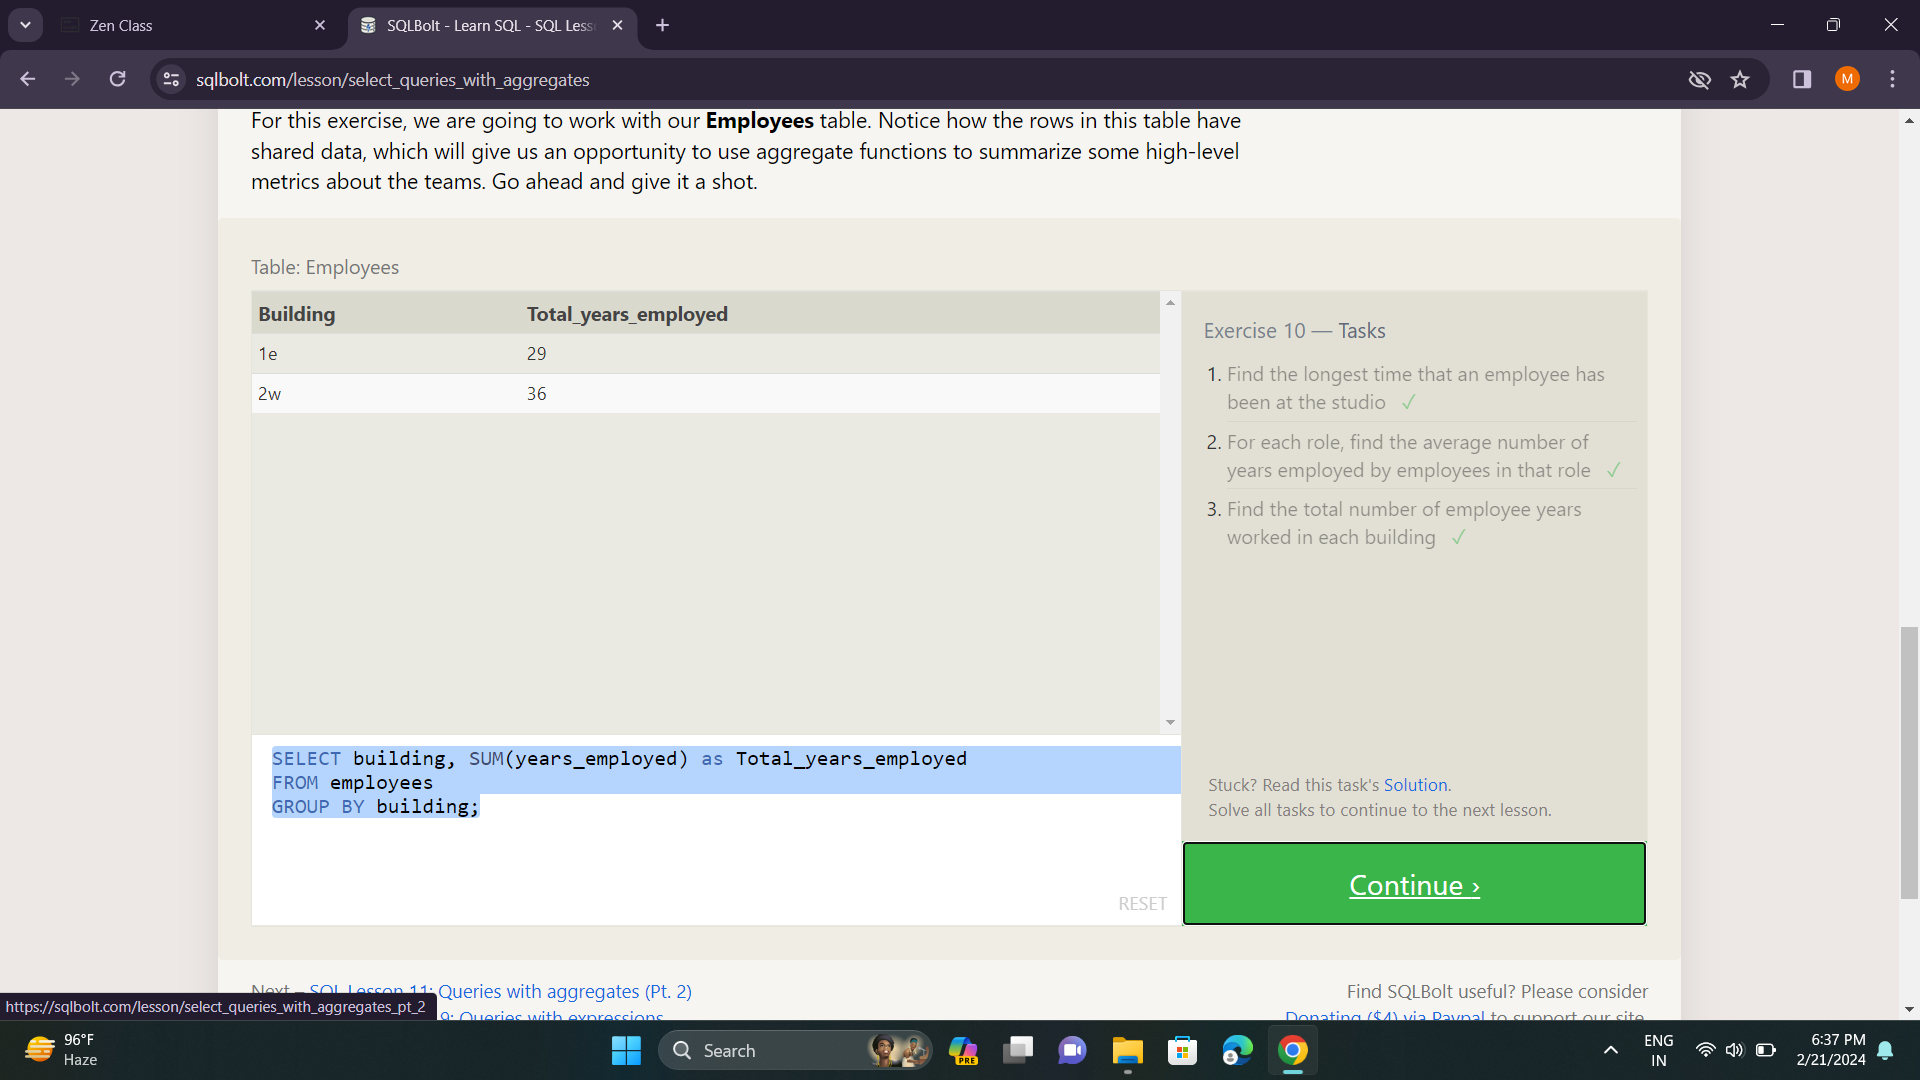 Zen Class
SQLBolt - Learn SQL - SQL Less
sqlbolt.com/lesson/select_queries_with_aggregates
M
For this exercise, we are going to work with our Employees table. Notice how the rows in this table have
shared data, which will give us an opportunity to use aggregate functions to summarize some high-level
metrics about the teams. Go ahead and give it a shot.
Table: Employees
Building Total_years_employed
1e 29
2w 36
Exercise 10 — Tasks
1. Find the longest time that an employee has
been at the studio ✓
2. For each role, find the average number of
years employed by employees in that role ✓
3. Find the total number of employee years
worked in each building ✓
SELECT building, SUM(years_employed) as Total_years_employed
FROM employees
GROUP BY building;
RESET
Stuck? Read this task's Solution.
Solve all tasks to continue to the next lesson.
Continue ›
Next – SQL Lesson 11: Queries with aggregates (Pt. 2)
9: Queries with expressions
Find SQLBolt useful? Please consider
Donating ($4) via Paypal to support our site.
https://sqlbolt.com/lesson/select_queries_with_aggregates_pt_2
96°F
Haze
Search
PRE
ENG
IN
6:37 PM
2/21/2024